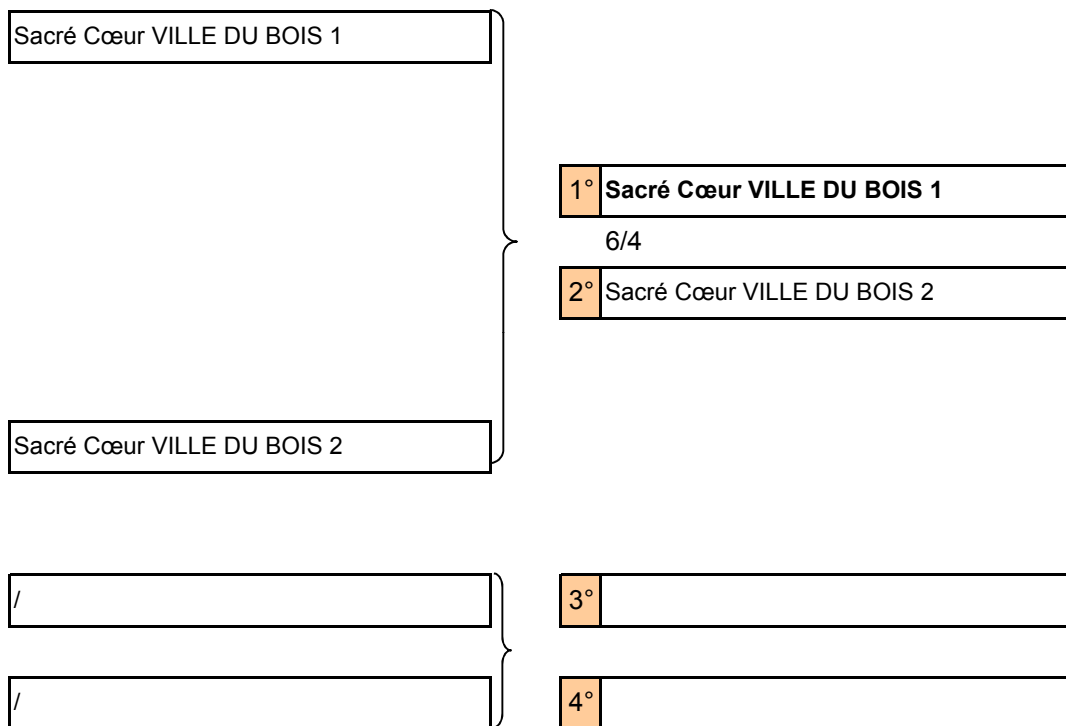 Sacré Cœur VILLE DU BOIS 1
1° Sacré Cœur VILLE DU BOIS 1
6/4
2° Sacré Cœur VILLE DU BOIS 2
Sacré Cœur VILLE DU BOIS 2
/
3°
/
4°